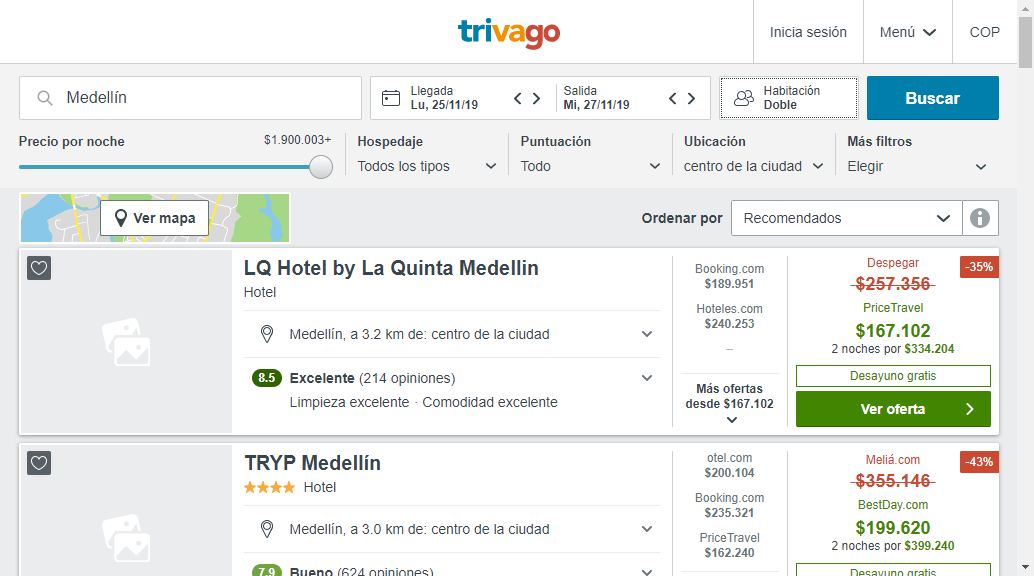 trivago
Inicia sesión
Menú
COP
Medellín
Llegada
Lu, 25/11/19
Salida
Mi, 27/11/19
Habitación
Doble
Buscar
Precio por noche
$1.900.003+
Hospedaje
Todos los tipos
Puntuación
Todo
Ubicación
centro de la ciudad
Más filtros
Elegir
Ver mapa
Ordenar por
Recomendados
LQ Hotel by La Quinta Medellin
Hotel
Medellín, a 3.2 km de: centro de la ciudad
8.5 Excelente (214 opiniones)
Limpieza excelente · Comodidad excelente
Booking.com
$189.951
Hoteles.com
$240.253
–
Más ofertas
desde $167.102
Despegar
-35%
$257.356
PriceTravel
$167.102
2 noches por $334.204
Desayuno gratis
Ver oferta
TRYP Medellín
Hotel
Medellín, a 3.0 km de: centro de la ciudad
7.9 Bueno (624 opiniones)
otel.com
$200.104
Booking.com
$235.321
PriceTravel
$162.240
Meliá.com
-43%
$355.146
BestDay.com
$199.620
2 noches por $399.240
Desayuno gratis